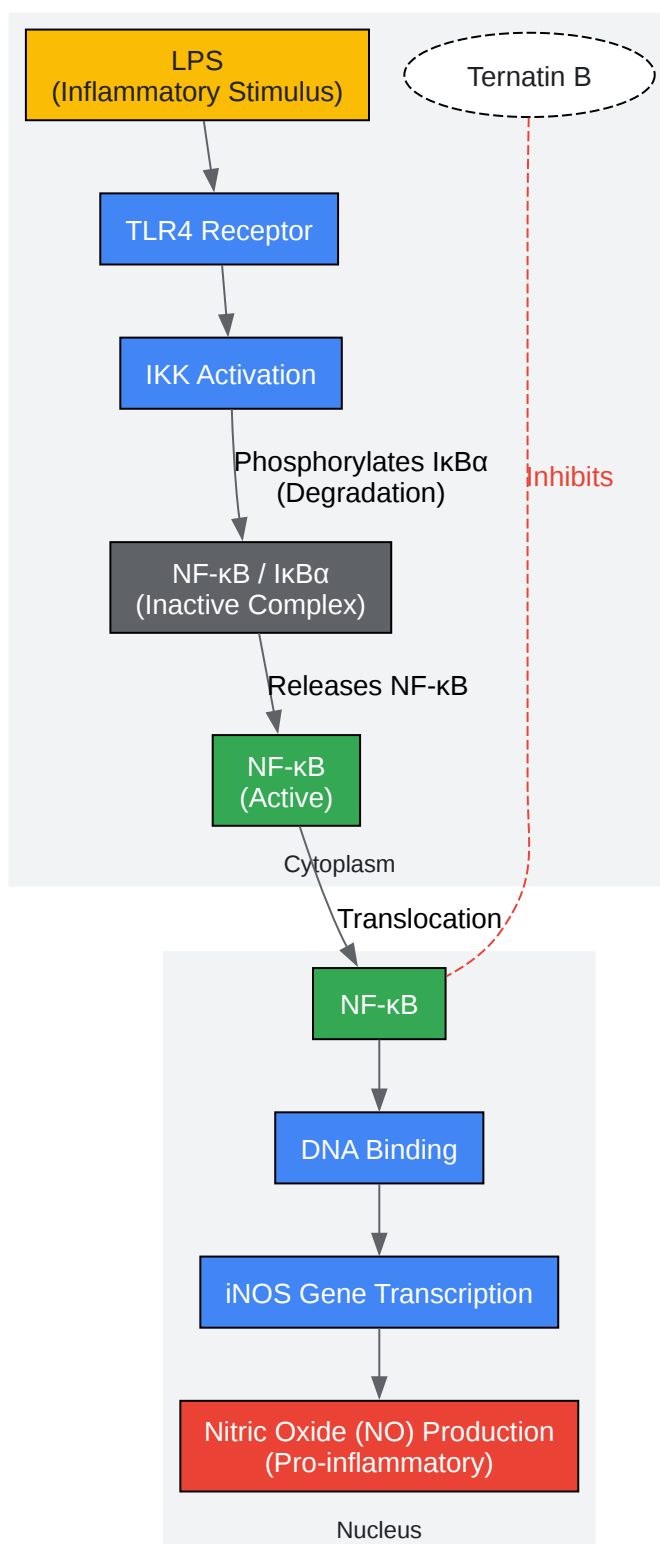 LPS
(Inflammatory Stimulus)
Ternatin B
TLR4 Receptor
IKK Activation
Phosphorylates IκBα
(Degradation)
Inhibits
NF-κB / IκBα
(Inactive Complex)
Releases NF-κB
NF-κB
(Active)
Cytoplasm
Translocation
NF-κB
DNA Binding
iNOS Gene Transcription
Nitric Oxide (NO) Production
(Pro-inflammatory)
Nucleus